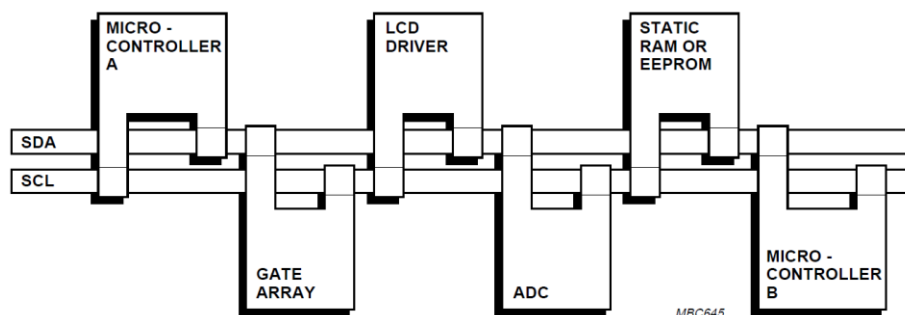 MICRO -
CONTROLLER
A
LCD
DRIVER
STATIC
RAM OR
EEPROM
SDA
SCL
GATE
ARRAY
ADC
MICRO -
CONTROLLER
B
MBC645